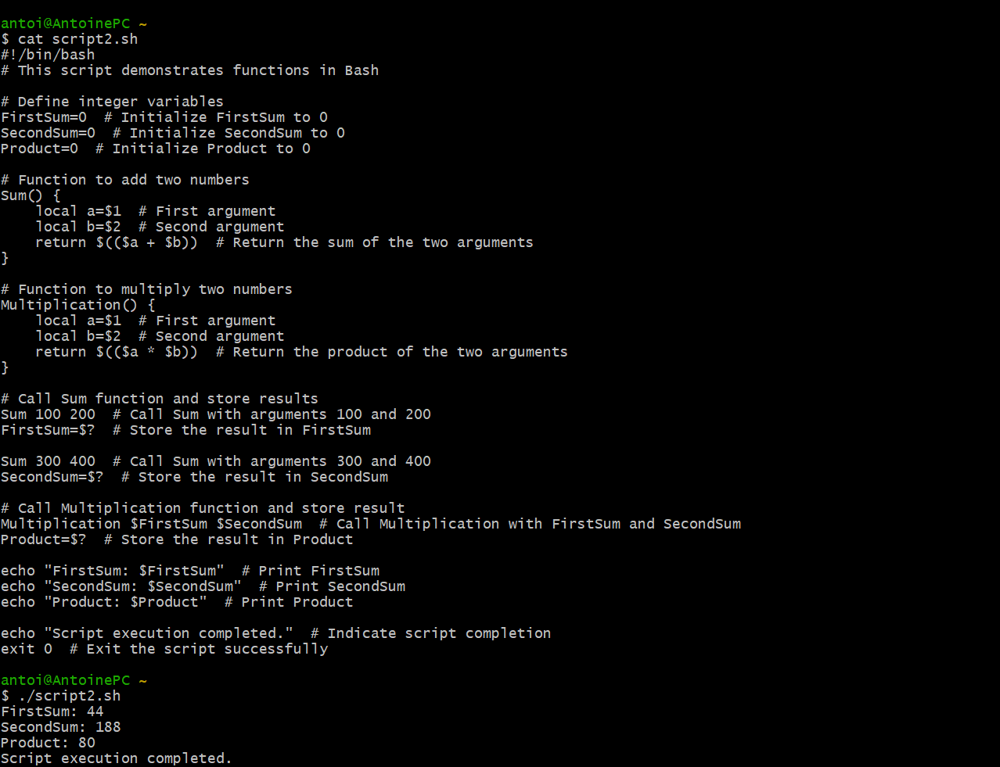 antoi@AntoinePC ~
$ cat script2.sh
#!/bin/bash
# This script demonstrates functions in Bash

# Define integer variables
FirstSum=0  # Initialize FirstSum to 0
SecondSum=0  # Initialize SecondSum to 0
Product=0  # Initialize Product to 0

# Function to add two numbers
Sum() {
    local a=$1  # First argument
    local b=$2  # Second argument
    return $(($a + $b))  # Return the sum of the two arguments
}

# Function to multiply two numbers
Multiplication() {
    local a=$1  # First argument
    local b=$2  # Second argument
    return $(($a * $b))  # Return the product of the two arguments
}

# Call Sum function and store results
Sum 100 200  # Call Sum with arguments 100 and 200
FirstSum=$?  # Store the result in FirstSum

Sum 300 400  # Call Sum with arguments 300 and 400
SecondSum=$?  # Store the result in SecondSum

# Call Multiplication function and store result
Multiplication $FirstSum $SecondSum  # Call Multiplication with FirstSum and SecondSum
Product=$?  # Store the result in Product

echo "FirstSum: $FirstSum"  # Print FirstSum
echo "SecondSum: $SecondSum"  # Print SecondSum
echo "Product: $Product"  # Print Product

echo "Script execution completed."  # Indicate script completion
exit 0  # Exit the script successfully

antoi@AntoinePC ~
$ ./script2.sh
FirstSum: 44
SecondSum: 188
Product: 80
Script execution completed.